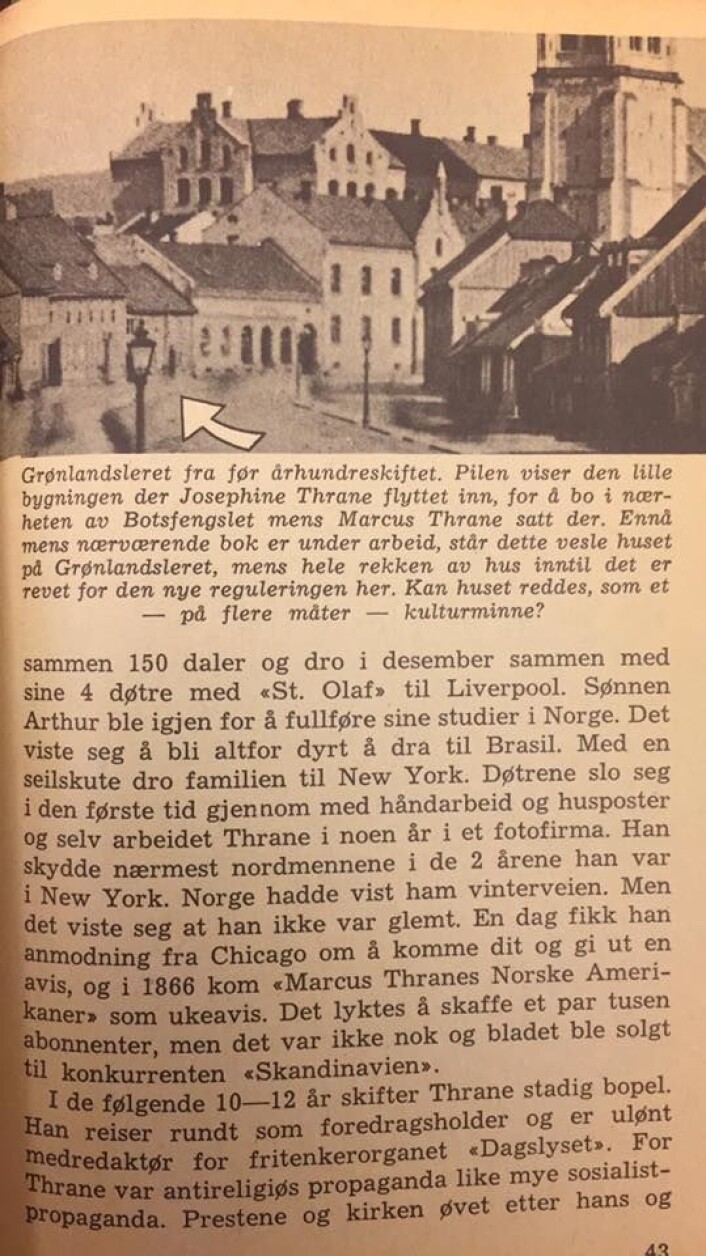 Grønlandsleret fra før århundreskiftet. Pilen viser den lille
bygningen der Josephine Thrane flyttet inn, for å bo i nær-
heten av Botsfengslet mens Marcus Thrane satt der. Ennå
mens nærværende bok er under arbeid, står dette vesle huset
på Grønlandsleret, mens hele rekken av hus inntil det er
revet for den nye reguleringen her. Kan huset reddes, som et
— på flere måter — kulturminne?
sammen 150 daler og dro i desember sammen med
sine 4 døtre med «St. Olaf» til Liverpool. Sønnen
Arthur ble igjen for å fullføre sine studier i Norge. Det
viste seg å bli altfor dyrt å dra til Brasil. Med en
seilskute dro familien til New York. Døtrene slo seg
i den første tid gjennom med håndarbeid og husposter
og selv arbeidet Thrane i noen år i et fotofirma. Han
skydde nærmest nordmennene i de 2 årene han var
i New York. Norge hadde vist ham vinterveien. Men
det viste seg at han ikke var glemt. En dag fikk han
anmodning fra Chicago om å komme dit og gi ut en
avis, og i 1866 kom «Marcus Thranes Norske Ameri-
kaner» som ukeavis. Det lyktes å skaffe et par tusen
abonnenter, men det var ikke nok og bladet ble solgt
til konkurrenten «Skandinavien».
I de følgende 10—12 år skifter Thrane stadig bopel.
Han reiser rundt som foredragsholder og er ulønt
medredaktør for fritenkerorganet «Dagslyset». For
Thrane var antireligiøs propaganda like mye sosialist-
propaganda. Prestene og kirken øvet etter hans og
43